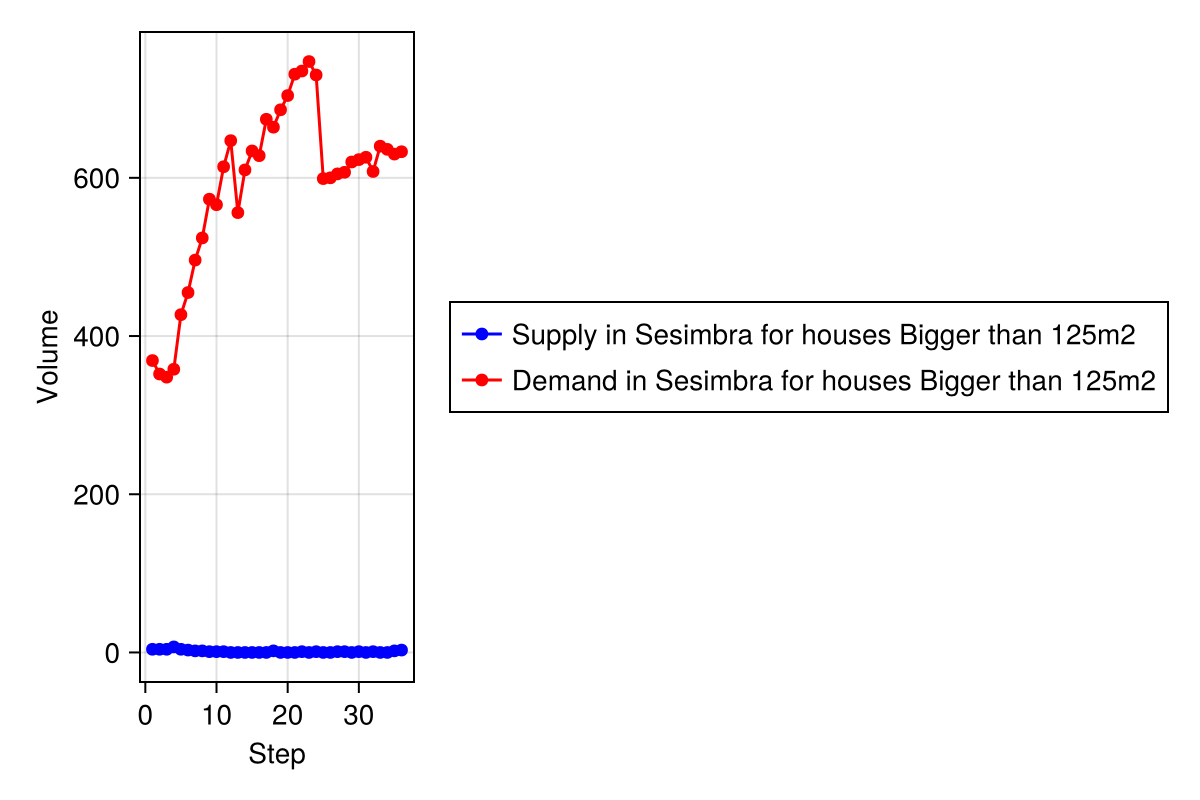 600
400
200
0
Volume
0 10 20 30
Step
Supply in Sesimbra for houses Bigger than 125m2
Demand in Sesimbra for houses Bigger than 125m2